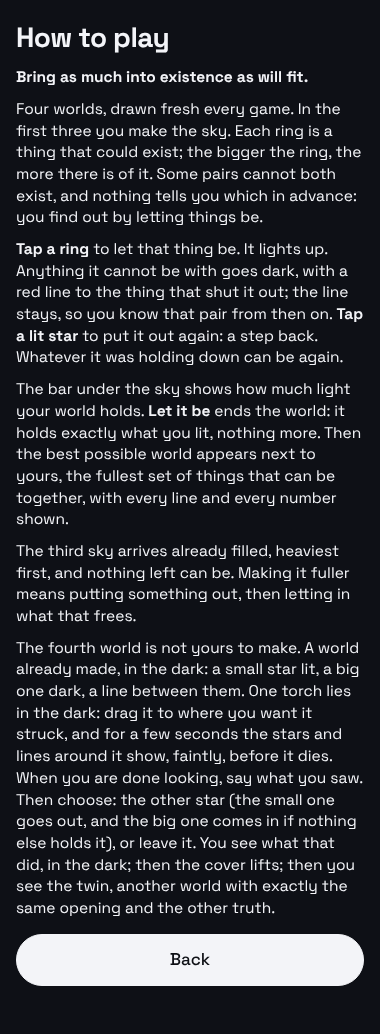 How to play
Bring as much into existence as will fit.
Four worlds, drawn fresh every game. In the
first three you make the sky. Each ring is a
thing that could exist; the bigger the ring, the
more there is of it. Some pairs cannot both
exist, and nothing tells you which in advance:
you find out by letting things be.
Tap a ring to let that thing be. It lights up.
Anything it cannot be with goes dark, with a
red line to the thing that shut it out; the line
stays, so you know that pair from then on. Tap
a lit star to put it out again: a step back.
Whatever it was holding down can be again.
The bar under the sky shows how much light
your world holds. Let it be ends the world: it
holds exactly what you lit, nothing more. Then
the best possible world appears next to
yours, the fullest set of things that can be
together, with every line and every number
shown.
The third sky arrives already filled, heaviest
first, and nothing left can be. Making it fuller
means putting something out, then letting in
what that frees.
The fourth world is not yours to make. A world
already made, in the dark: a small star lit, a big
one dark, a line between them. One torch lies
in the dark: drag it to where you want it
struck, and for a few seconds the stars and
lines around it show, faintly, before it dies.
When you are done looking, say what you saw.
Then choose: the other star (the small one
goes out, and the big one comes in if nothing
else holds it), or leave it. You see what that
did, in the dark; then the cover lifts; then you
see the twin, another world with exactly the
same opening and the other truth.
Back